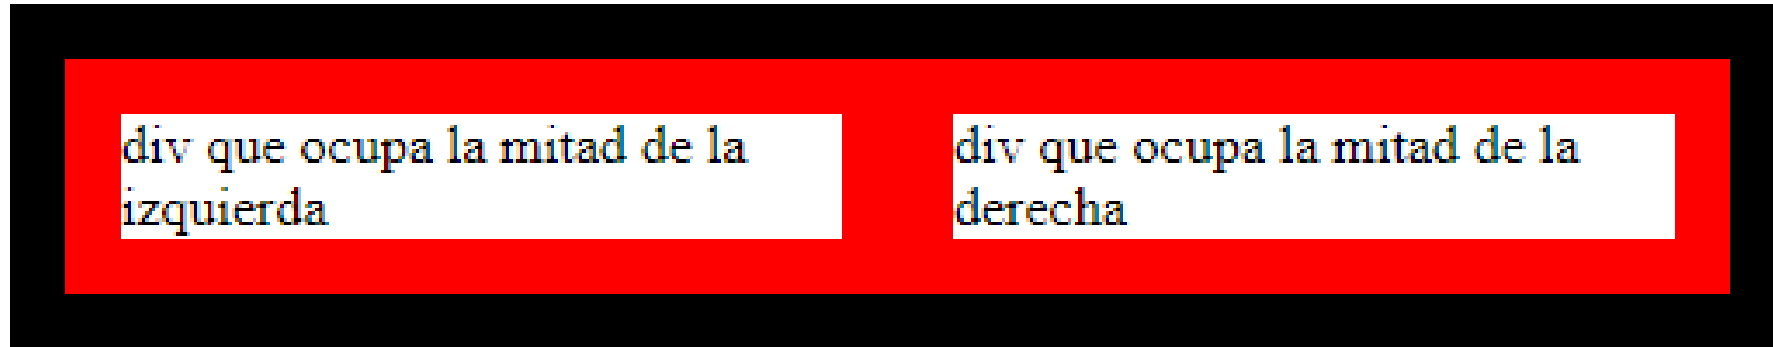 div que ocupa la mitad de la
izquierda
div que ocupa la mitad de la
derecha